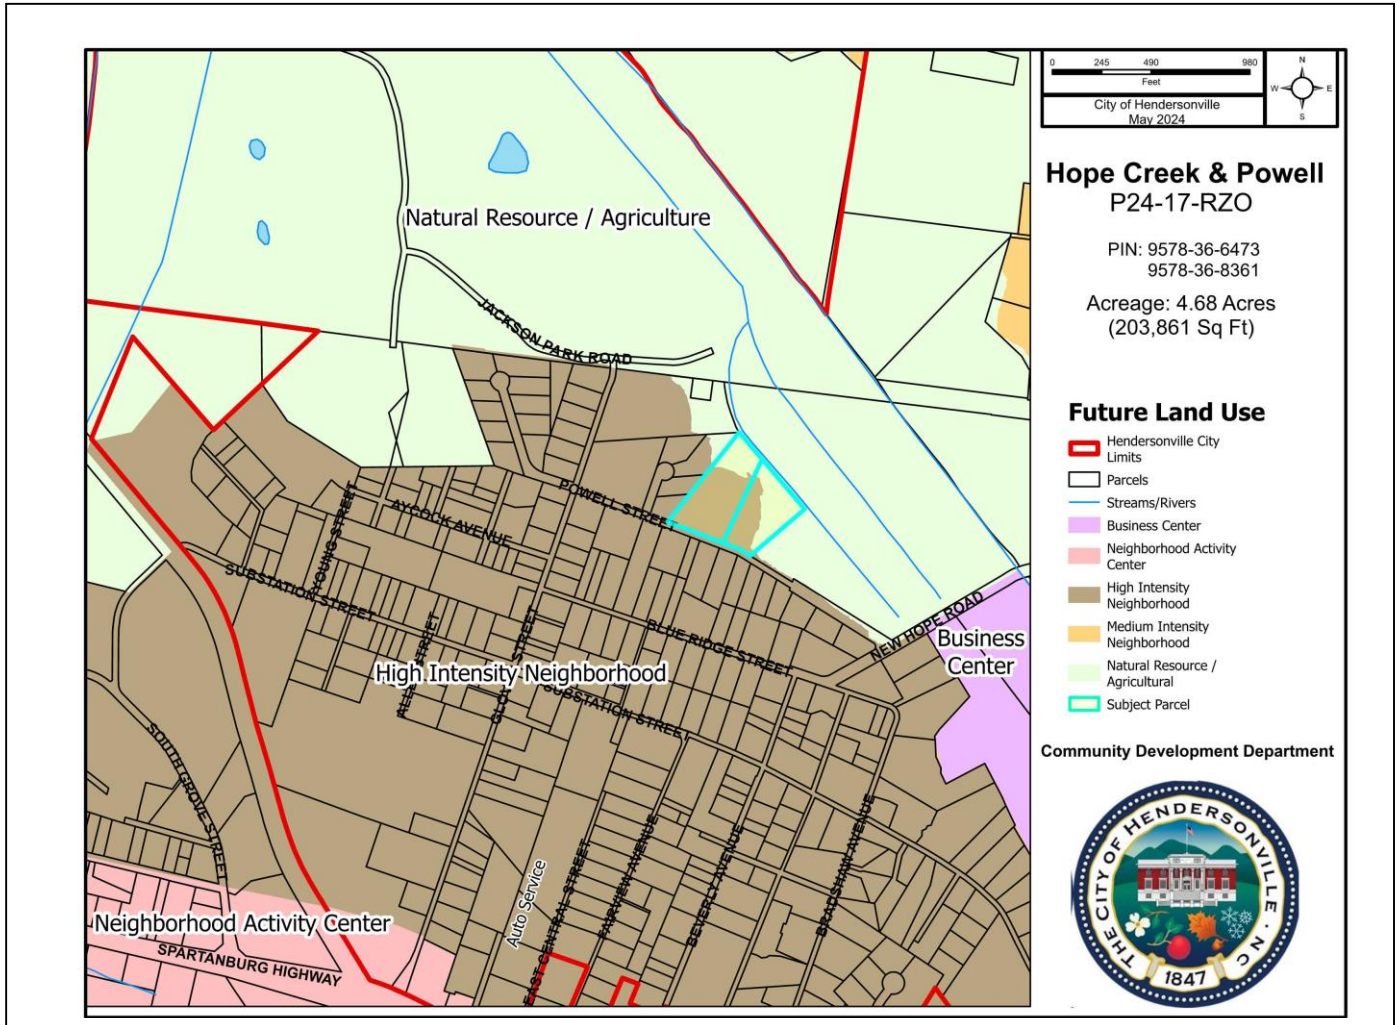 0 245 490 980
Feet
City of Hendersonville
May 2024
N
W E
S
Hope Creek & Powell
P24-17-RZO
PIN: 9578-36-6473
9578-36-8361
Acreage: 4.68 Acres
(203,861 Sq Ft)
Future Land Use
Hendersonville City
Limits
Parcels
Streams/Rivers
Business Center
Neighborhood Activity
Center
High Intensity
Neighborhood
Medium Intensity
Neighborhood
Natural Resource /
Agricultural
Subject Parcel
Community Development Department
THE CITY OF HENDERSONVILLE · NC
1847
Natural Resource / Agriculture
JACKSON PARK ROAD
POWELL STREET
AYCOCK AVENUE
YOUNG STREET
SUBSTATION STREET
BLUE RIDGE STREET
NEW HOPE ROAD
Business
Center
High Intensity Neighborhood
SUBSTATION STREET
SOUTH GROVE STREET
Auto Service
EAST CENTRAL STREET
FAIRVIEW AVENUE
BEVERLY AVENUE
BRADSHAW AVENUE
Neighborhood Activity Center
SPARTANBURG HIGHWAY